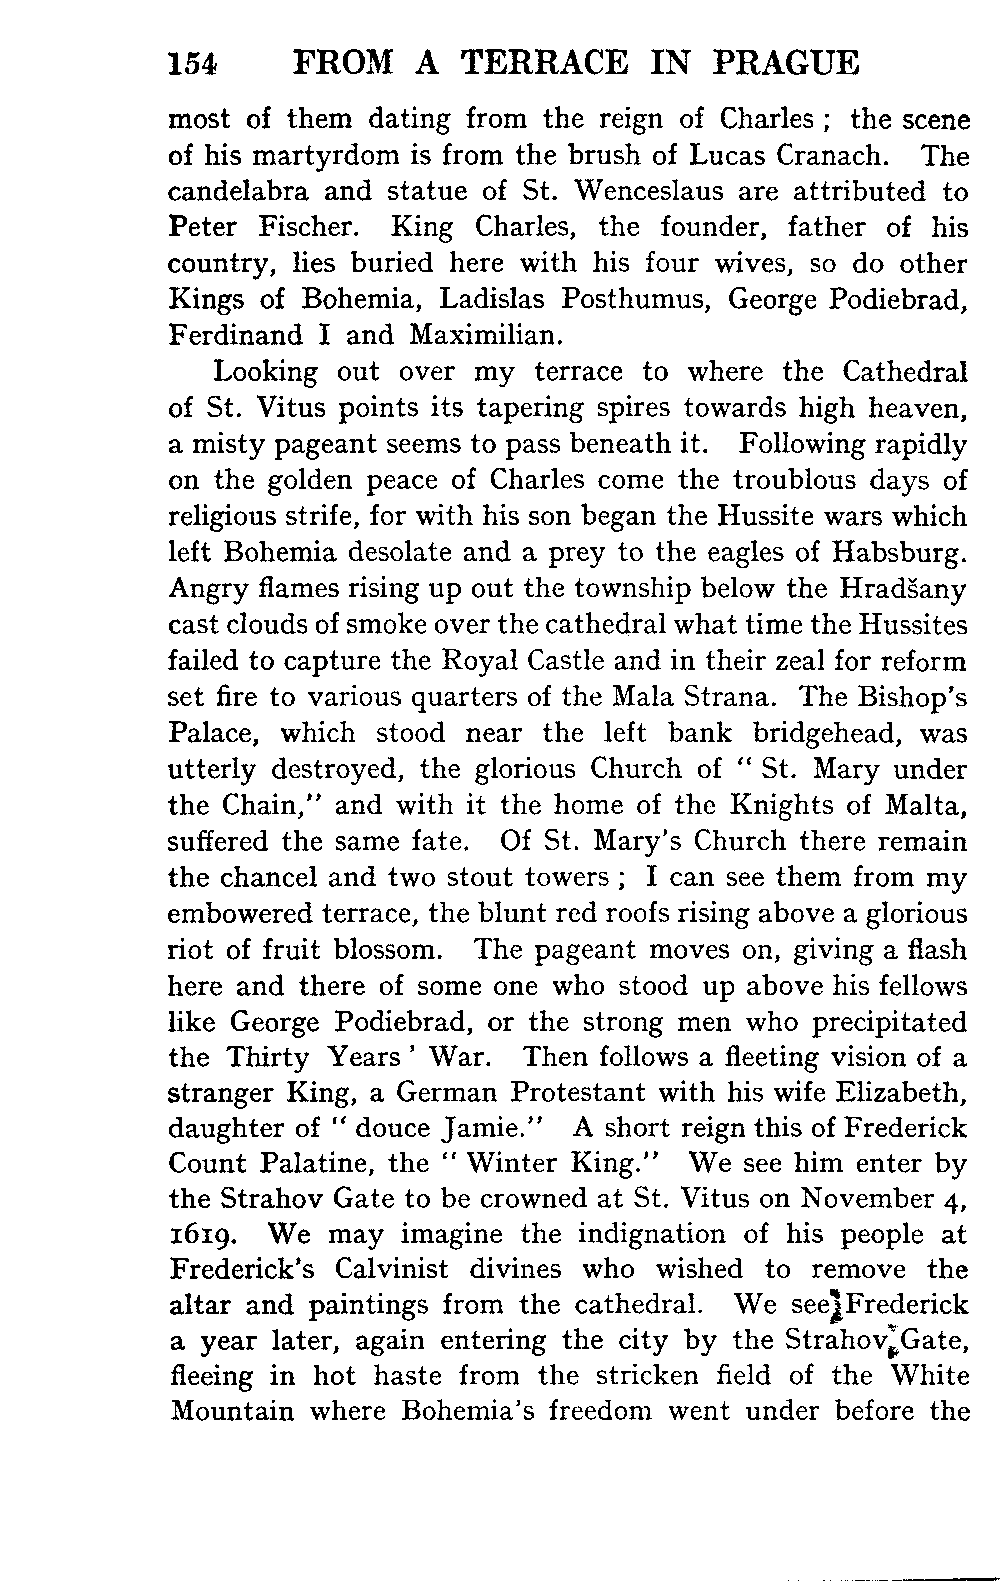 154 FROM A TERRACE IN PRAGUE
most of them dating from the reign of Charles ; the scene
of his martyrdom is from the brush of Lucas Cranach. The
candelabra and statue of St. Wenceslaus are attributed to
Peter Fischer. King Charles, the founder, father of his
country, lies buried here with his four wives, so do other
Kings of Bohemia, Ladislas Posthumus, George Podiebrad,
Ferdinand I and Maximilian.
Looking out over my terrace to where the Cathedral
of St. Vitus points its tapering spires towards high heaven,
a misty pageant seems to pass beneath it. Following rapidly
on the golden peace of Charles come the troublous days of
religious strife, for with his son began the Hussite wars which
left Bohemia desolate and a prey to the eagles of Habsburg.
Angry flames rising up out the township below the Hradšany
cast clouds of smoke over the cathedral what time the Hussites
failed to capture the Royal Castle and in their zeal for reform
set fire to various quarters of the Mala Strana. The Bishop's
Palace, which stood near the left bank bridgehead, was
utterly destroyed, the glorious Church of " St. Mary under
the Chain," and with it the home of the Knights of Malta,
suffered the same fate. Of St. Mary's Church there remain
the chancel and two stout towers ; I can see them from my
embowered terrace, the blunt red roofs rising above a glorious
riot of fruit blossom. The pageant moves on, giving a flash
here and there of some one who stood up above his fellows
like George Podiebrad, or the strong men who precipitated
the Thirty Years ' War. Then follows a fleeting vision of a
stranger King, a German Protestant with his wife Elizabeth,
daughter of " douce Jamie." A short reign this of Frederick
Count Palatine, the " Winter King." We see him enter by
the Strahov Gate to be crowned at St. Vitus on November 4,
1619. We may imagine the indignation of his people at
Frederick's Calvinist divines who wished to remove the
altar and paintings from the cathedral. We see Frederick
a year later, again entering the city by the Strahov Gate,
fleeing in hot haste from the stricken field of the White
Mountain where Bohemia's freedom went under before the